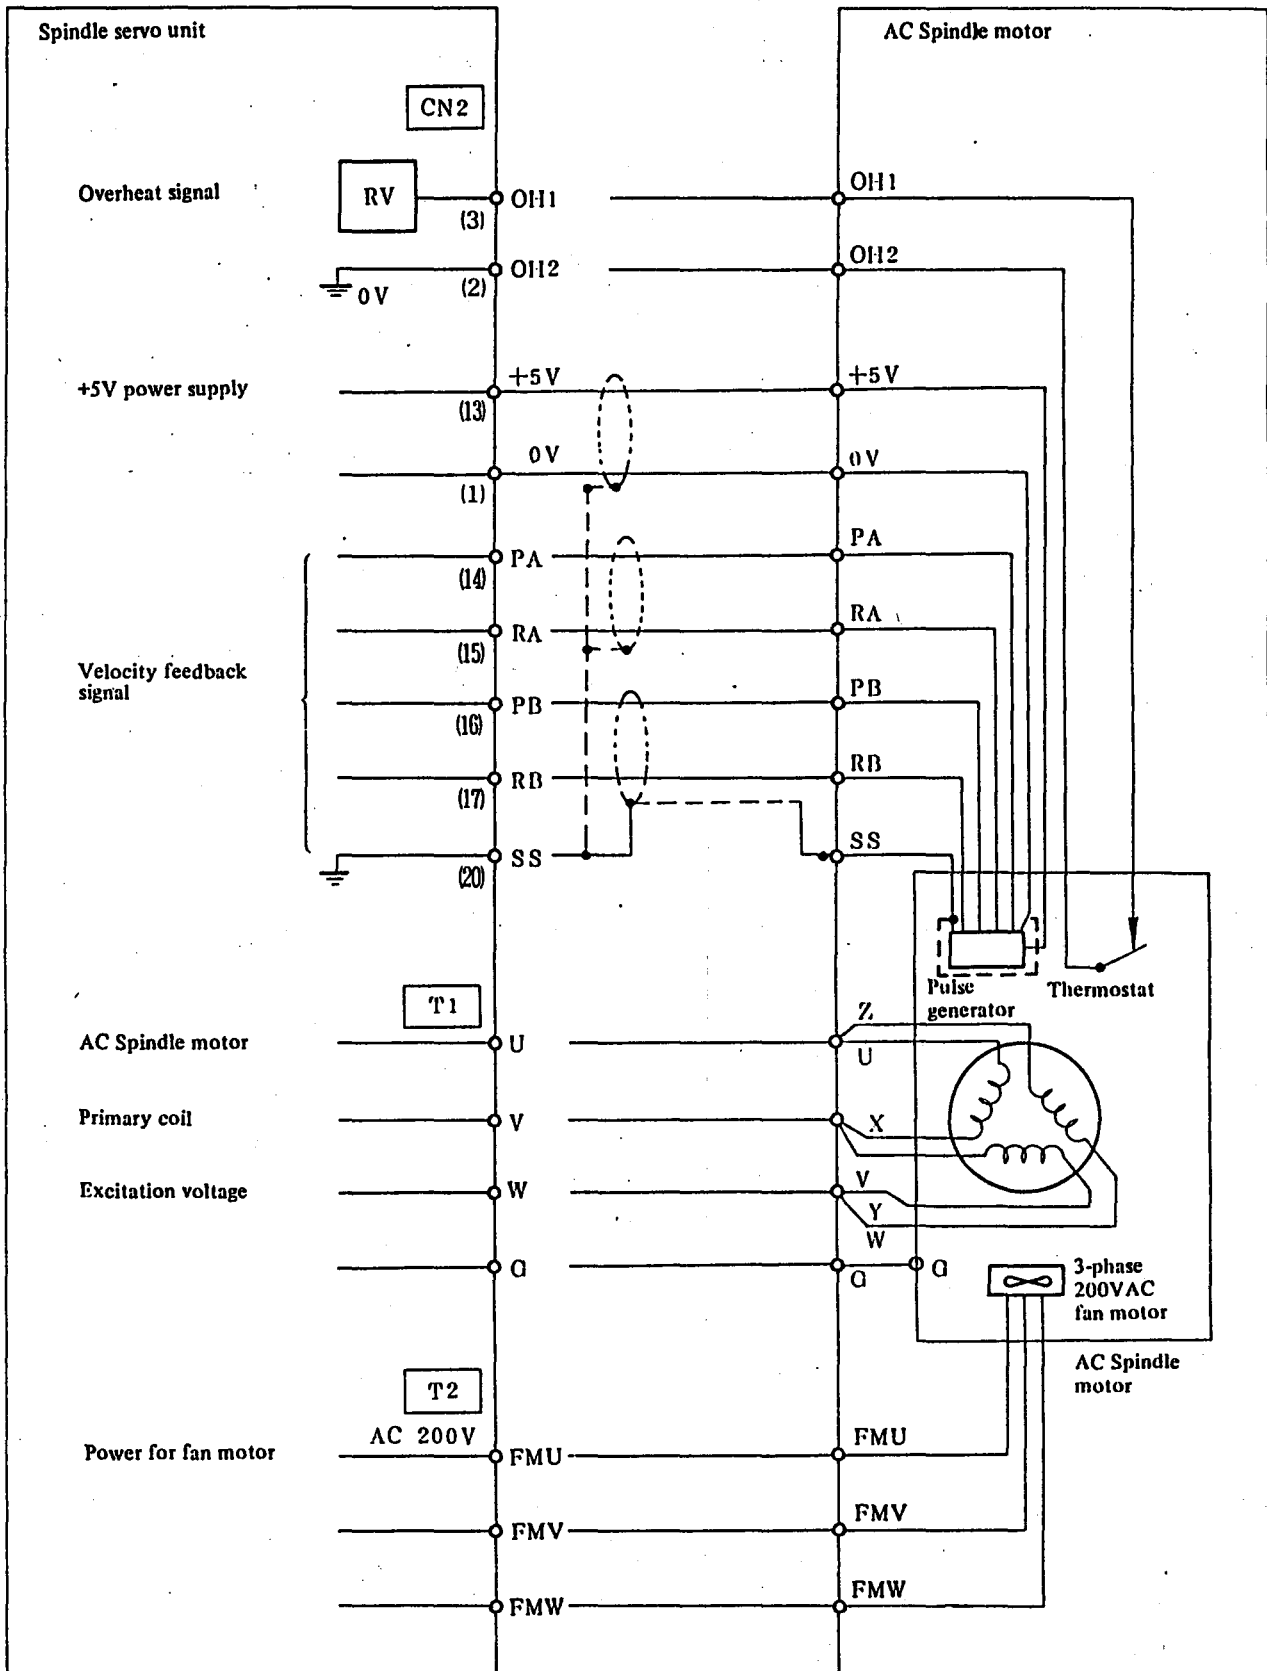 Spindle servo unit
AC Spindle motor
CN2
Overheat signal
RV
OH1
(3)
OH1
OH2
(2)
0V
OH2
+5V power supply
+5V
(13)
+5V
0V
(1)
0V
PA
(14)
PA
RA
(15)
RA
Velocity feedback
signal
PB
(16)
PB
RB
(17)
RB
SS
(20)
SS
Pulse
generator
Thermostat
T1
AC Spindle motor
U
Z
U
Primary coil
V
X
Excitation voltage
W
V
Y
W
G
G
G
3-phase
200VAC
fan motor
AC Spindle
motor
T2
AC 200V
Power for fan motor
FMU
FMU
FMV
FMV
FMW
FMW